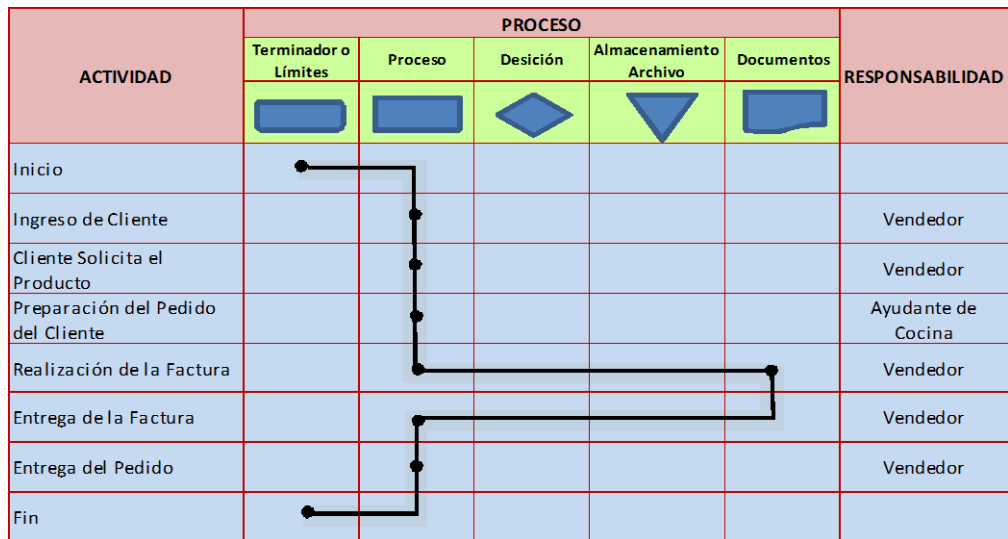 PROCESO
ACTIVIDAD
Terminador o
Límites
Proceso
Desición
Almacenamiento
Archivo
Documentos
RESPONSABILIDAD
Inicio
Ingreso de Cliente
Vendedor
Cliente Solicita el
Producto
Vendedor
Preparación del Pedido
del Cliente
Ayudante de
Cocina
Realización de la Factura
Vendedor
Entrega de la Factura
Vendedor
Entrega del Pedido
Vendedor
Fin